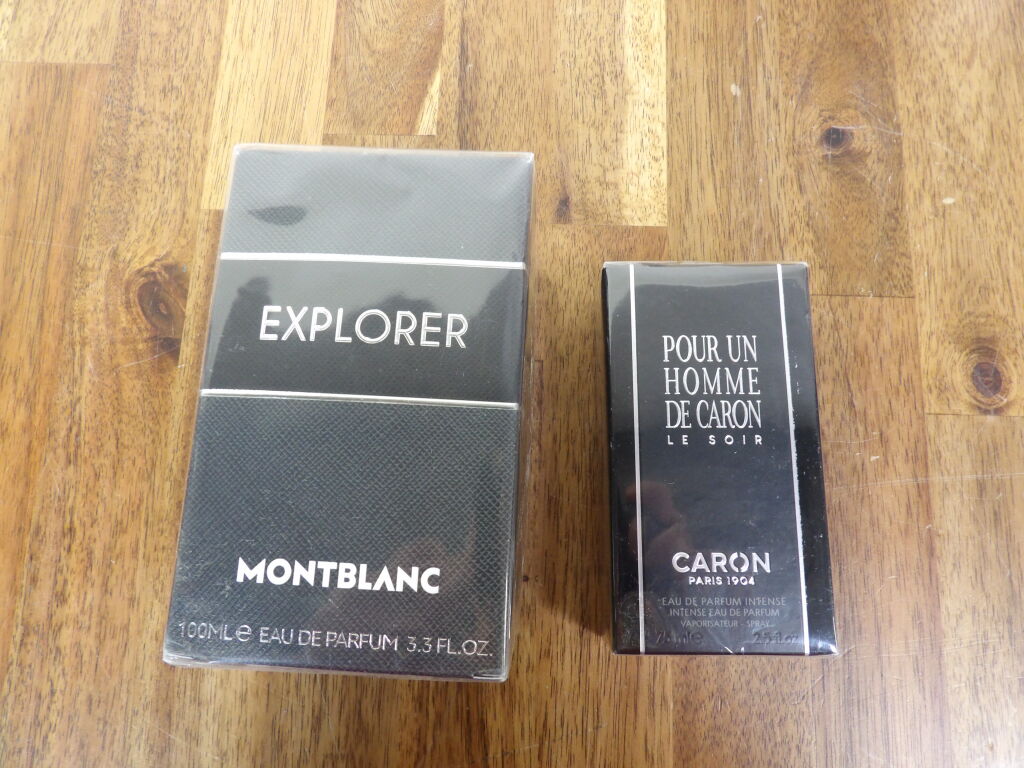 EXPLORER
MONTBLANC
100ML e EAU DE PARFUM 3.3 FL.OZ.
POUR UN
HOMME
DE CARON
LE SOIR
CARON
PARIS 1904
EAU DE PARFUM INTENSE
INTENSE EAU DE PARFUM
VAPORISATEUR - SPRAY